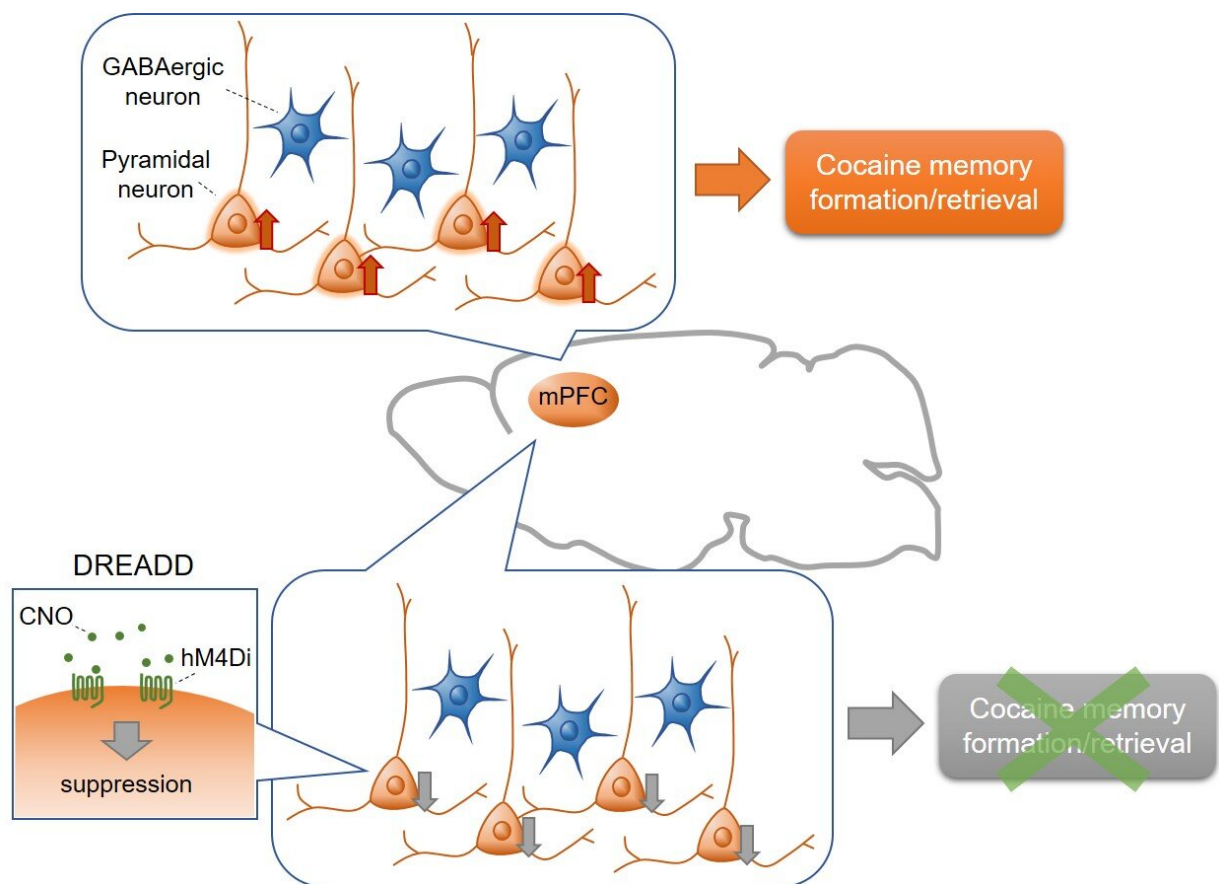 GABAergic
neuron
Pyramidal
neuron
Cocaine memory
formation/retrieval
mPFC
DREADD
CNO
hM4Di
suppression
Cocaine memory
formation/retrieval